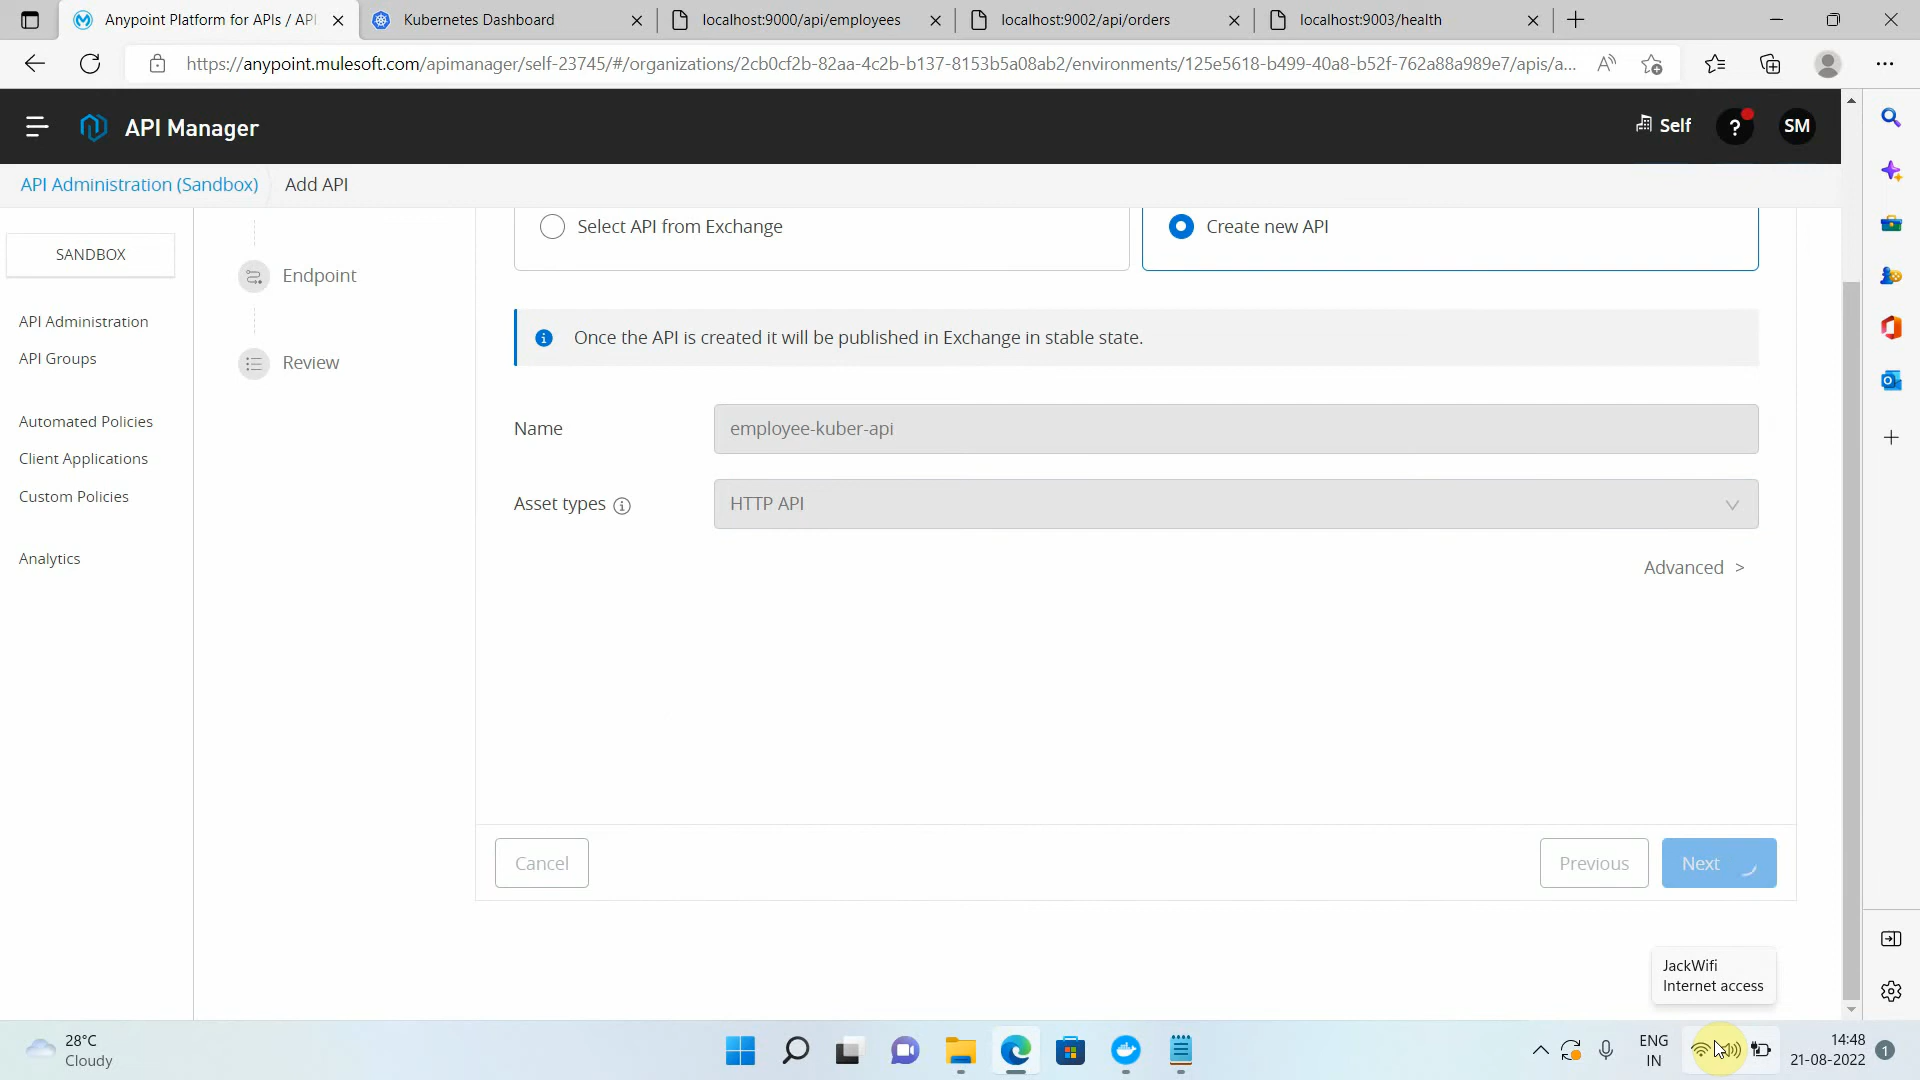 Anypoint Platform for APIs / API
Kubernetes Dashboard
localhost:9000/api/employees
localhost:9002/api/orders
localhost:9003/health
https://anypoint.mulesoft.com/apimanager/self-23745/#/organizations/2cb0cf2b-82aa-4c2b-b137-8153b5a08ab2/environments/125e5618-b499-40a8-b52f-762a88a989e7/apis/a...
API Manager
Self
?
SM
API Administration (Sandbox)
Add API
SANDBOX
API Administration
API Groups
Automated Policies
Client Applications
Custom Policies
Analytics
Endpoint
Review
Select API from Exchange
Create new API
Once the API is created it will be published in Exchange in stable state.
Name
employee-kuber-api
Asset types
HTTP API
Advanced >
Cancel
Previous
Next
JackWifi
Internet access
28°C
Cloudy
ENG
IN
14:48
21-08-2022
1